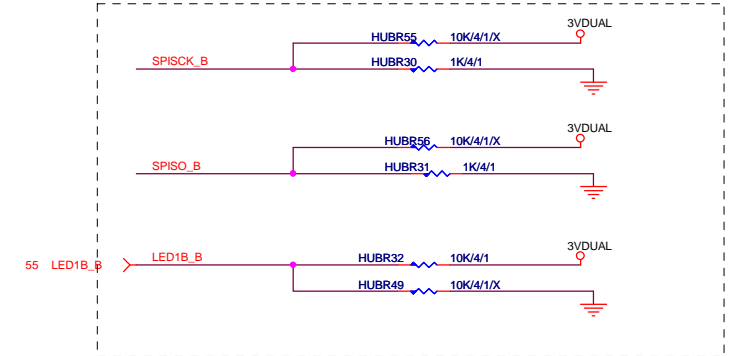 3VDUAL
HUBR55 10K/4/1/X
SPISCK_B
HUBR30 1K/4/1
3VDUAL
HUBR56 10K/4/1/X
SPISO_B
HUBR31 1K/4/1
3VDUAL
55 LED1B_B
LED1B_B
HUBR32 10K/4/1
HUBR49 10K/4/1/X